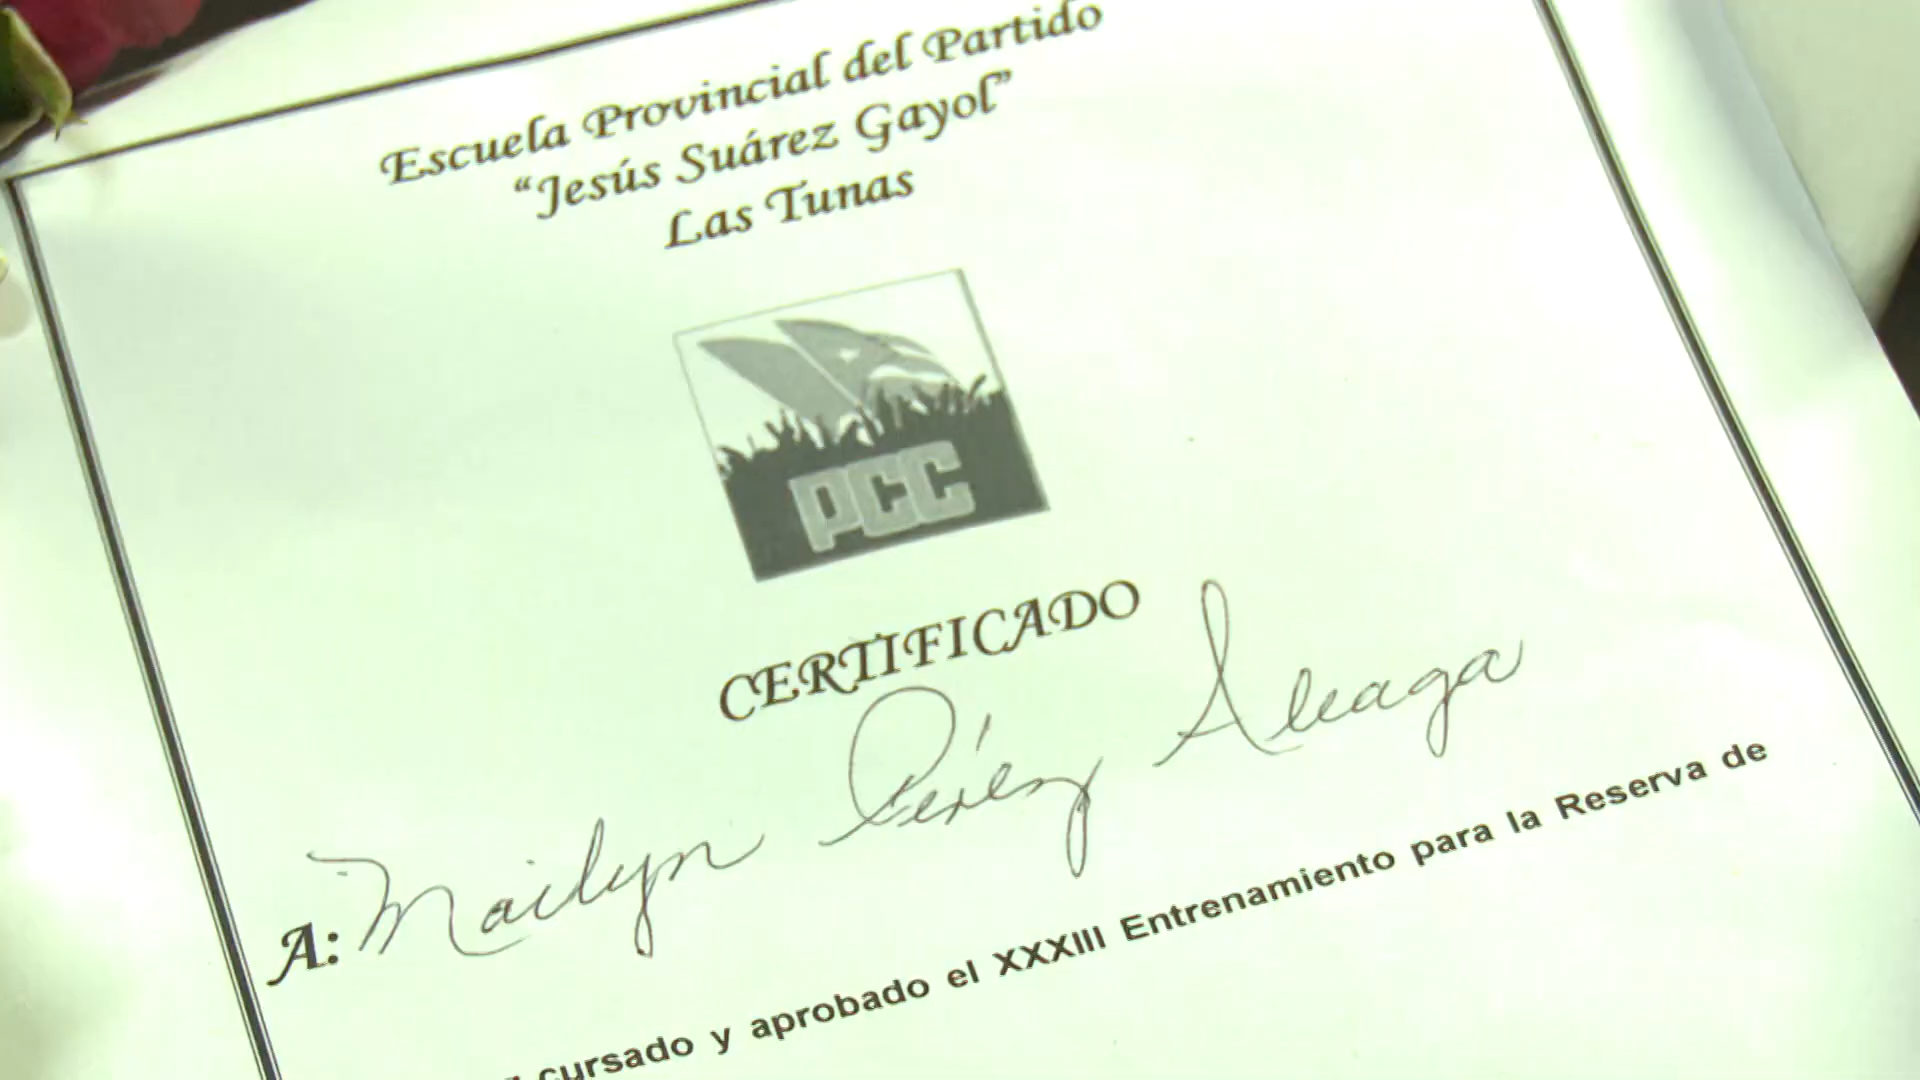 Escuela Provincial del Partido
"Jesús Suárez Gayol"
Las Tunas
PCC
CERTIFICADO
A: Mailyn Pérez Aleaga
cursado y aprobado el XXXIII Entrenamiento para la Reserva de